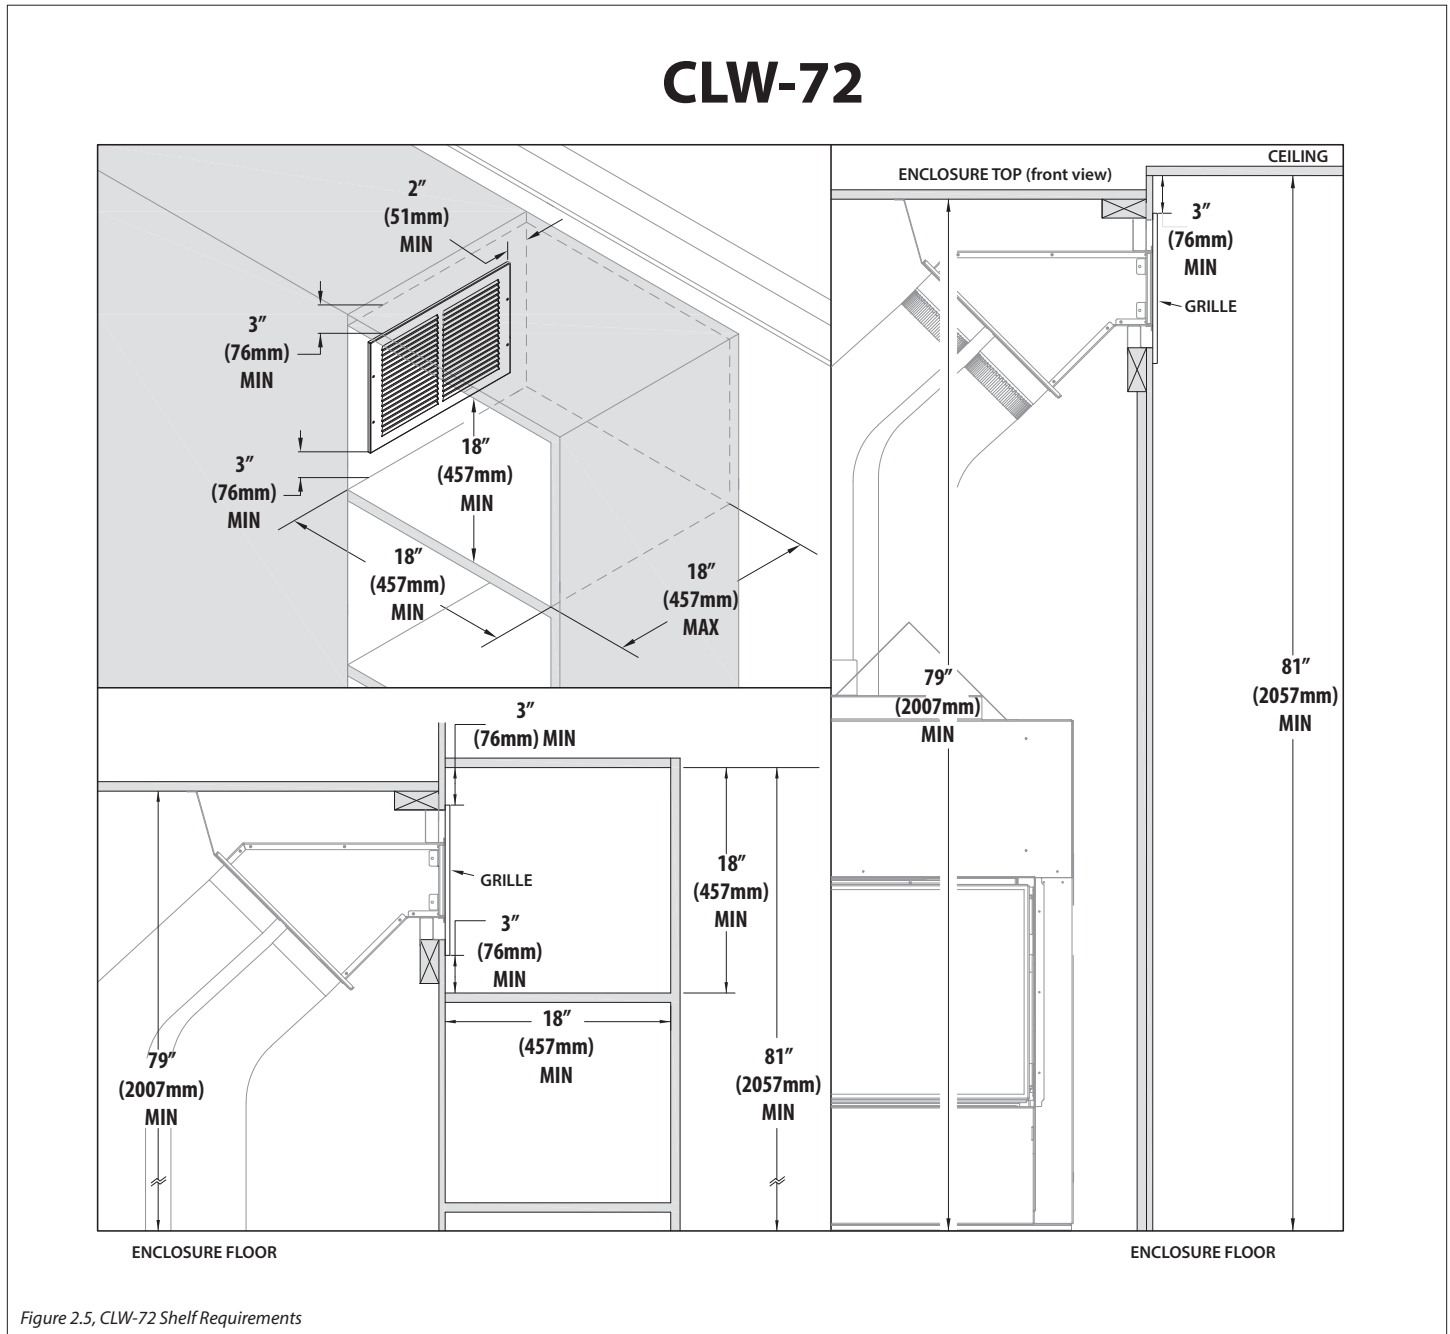 CLW-72
2”
(51mm)
MIN
3”
(76mm)
MIN
3”
(76mm)
MIN
18”
(457mm)
MIN
18”
(457mm)
MIN
18”
(457mm)
MAX
ENCLOSURE TOP (front view)
CEILING
3”
(76mm)
MIN
GRILLE
79”
(2007mm)
MIN
81”
(2057mm)
MIN
3”
(76mm) MIN
GRILLE
3”
(76mm)
MIN
18”
(457mm)
MIN
18”
(457mm)
MIN
79”
(2007mm)
MIN
81”
(2057mm)
MIN
ENCLOSURE FLOOR
ENCLOSURE FLOOR
Figure 2.5, CLW-72 Shelf Requirements